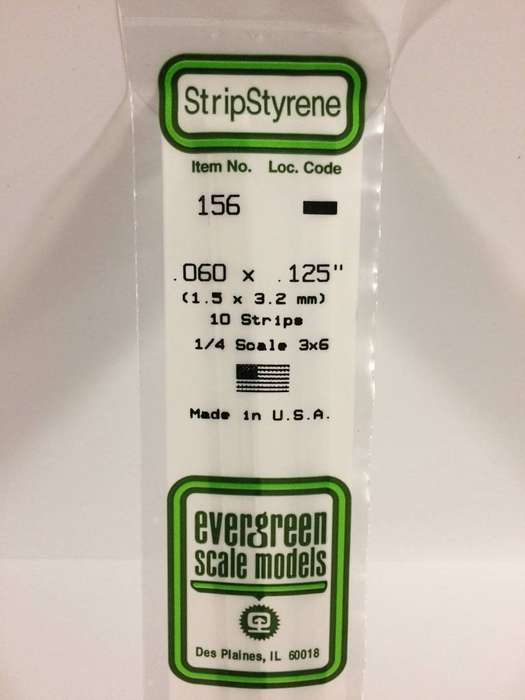 StripStyrene
Item No. Loc. Code
156
.060 x .125"
(1.5 x 3.2 mm)
10 Strips
1/4 Scale 3x6
Made in U.S.A.
evergreen
scale models
Des Plaines, IL 60018